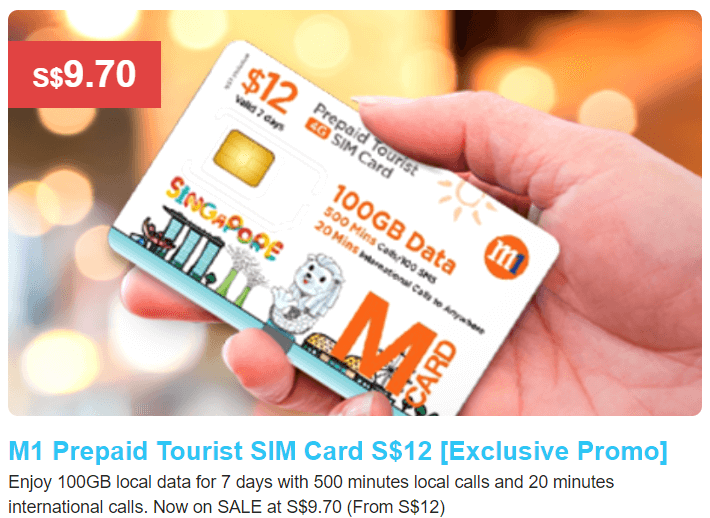 S$9.70
$12
Valid 7 days
Prepaid Tourist
4G SIM Card
SINGAPORE
100GB Data
500 Mins Calls/100 SMS
20 Mins International Calls to Anywhere
m1
M CARD
M1 Prepaid Tourist SIM Card S$12 [Exclusive Promo]
Enjoy 100GB local data for 7 days with 500 minutes local calls and 20 minutes
international calls. Now on SALE at S$9.70 (From S$12)